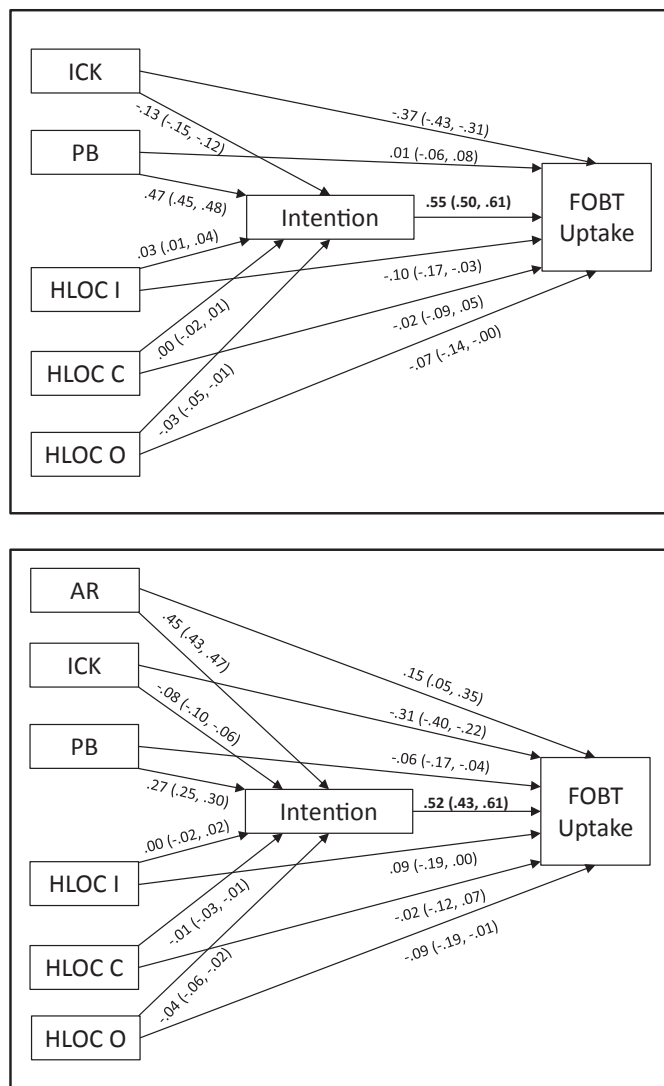 ICK
-.37 (-.43, -.31)
-.13 (-.15, -.12)
PB
.01 (-.06, .08)
.47 (.45, .48)
Intention
.55 (.50, .61)
FOBT
Uptake
.03 (.01, .04)
HLOC I
-.10 (-.17, -.03)
.00 (-.02, .01)
HLOC C
-.02 (-.09, .05)
-.07 (-.14, -.00)
-.03 (-.05, -.01)
HLOC O
AR
.45 (.43, .47)
.15 (.05, .35)
ICK
-.08 (-.10, -.06)
-.31 (-.40, -.22)
PB
-.06 (-.17, -.04)
.27 (.25, .30)
Intention
.52 (.43, .61)
FOBT
Uptake
.00 (-.02, .02)
HLOC I
.09 (-.19, .00)
-.01 (-.03, -.01)
HLOC C
-.02 (-.12, .07)
-.09 (-.19, -.01)
-.04 (-.06, -.02)
HLOC O